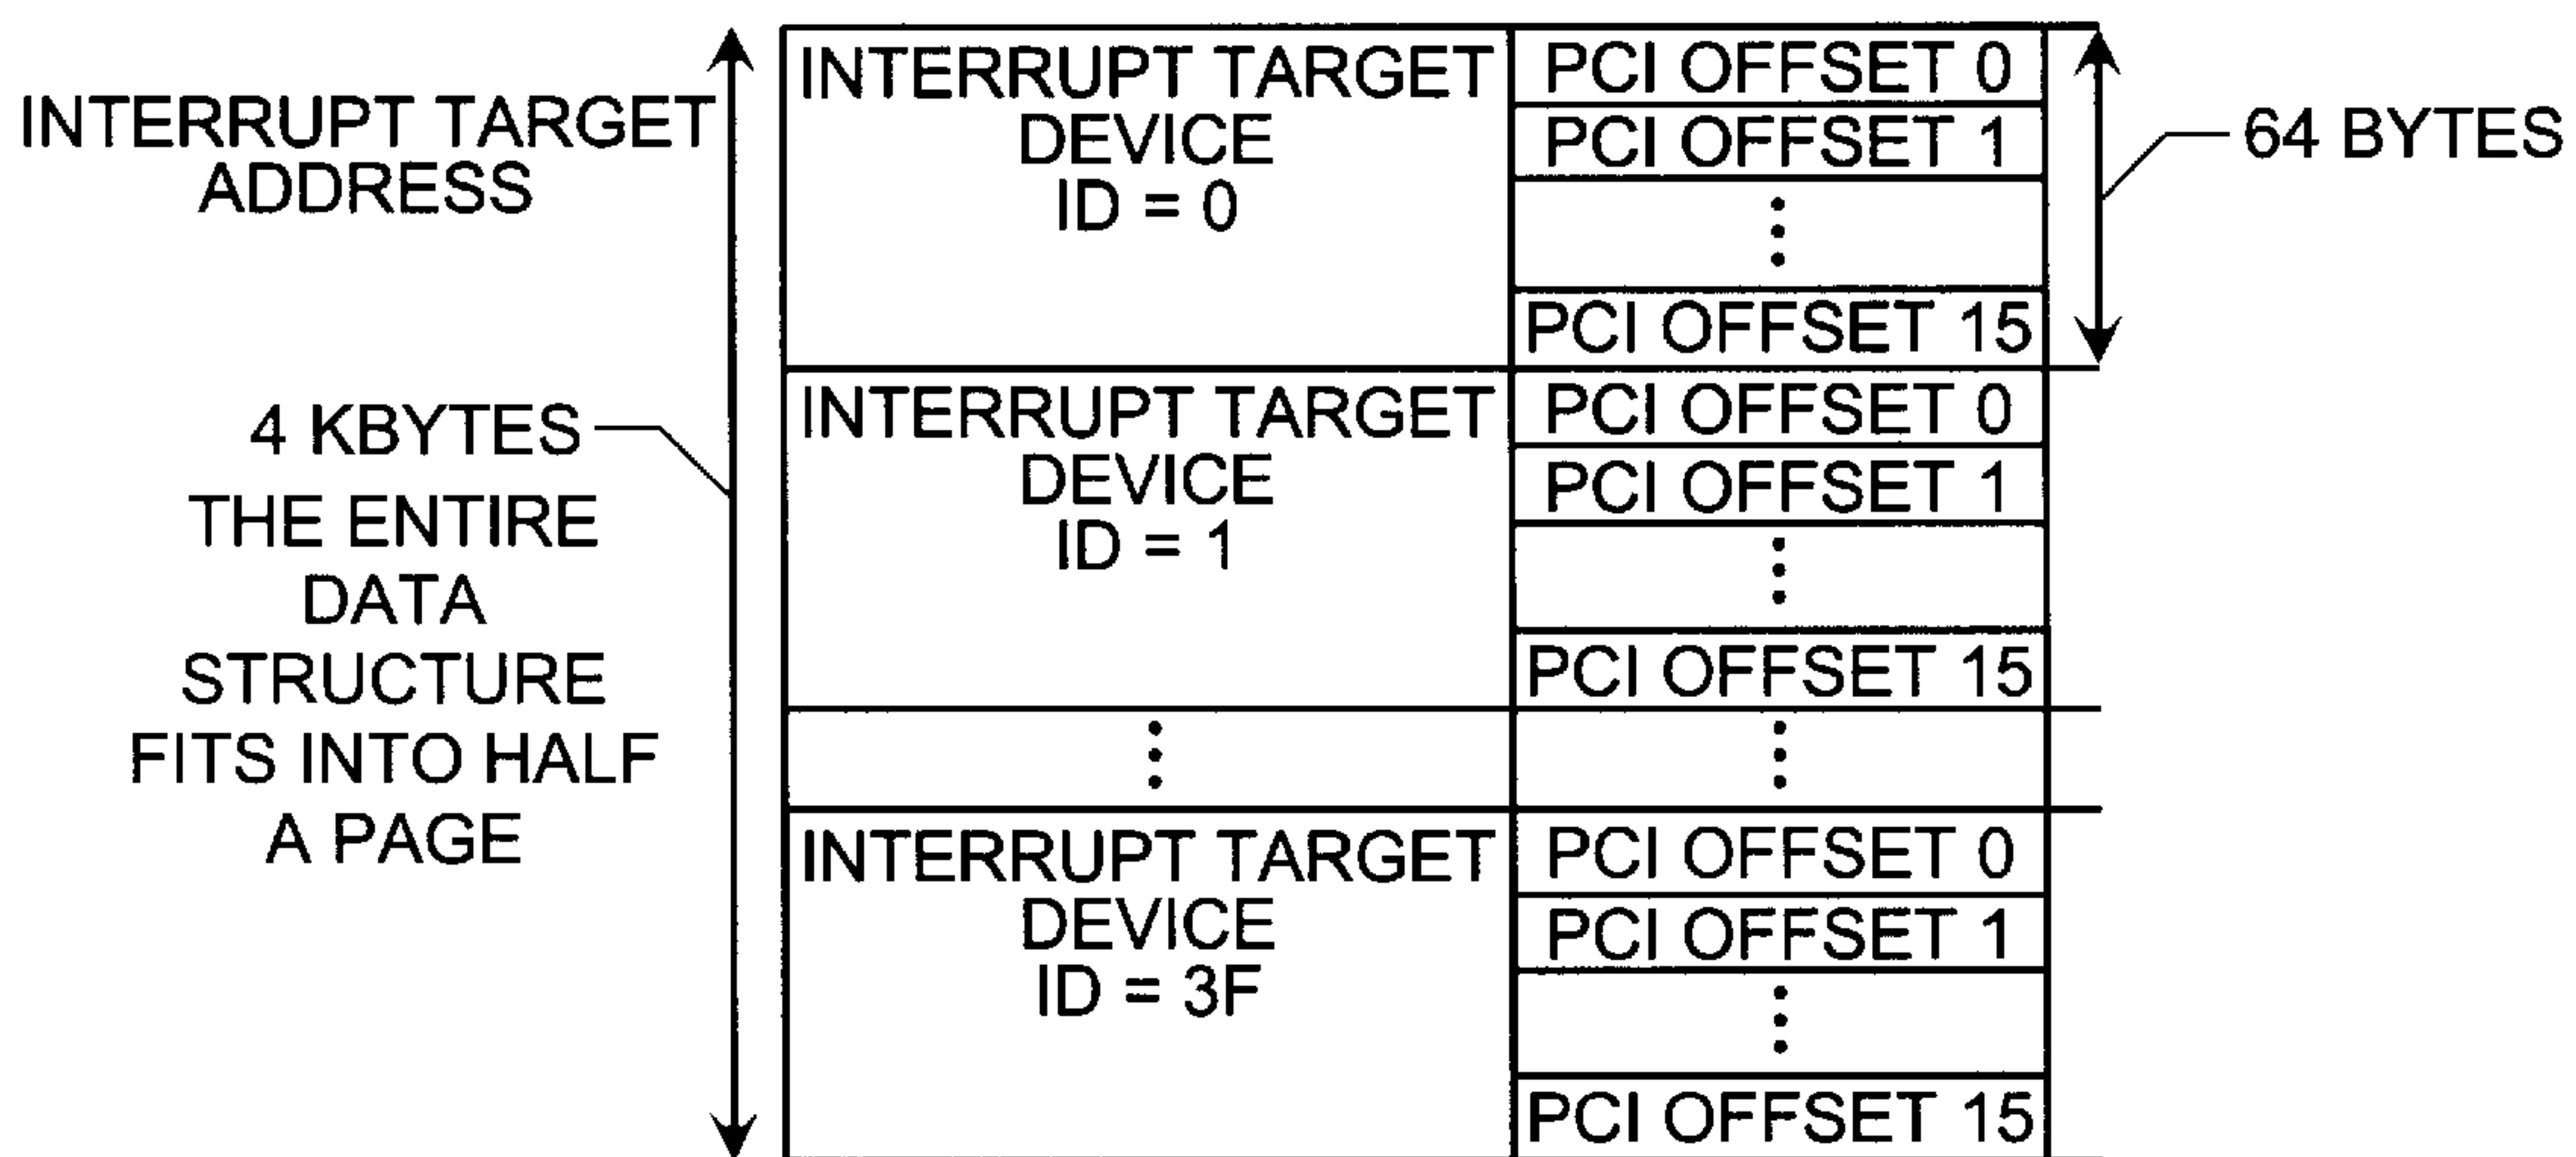 INTERRUPT TARGET
ADDRESS
4 KBYTES
THE ENTIRE
DATA
STRUCTURE
FITS INTO HALF
A PAGE
INTERRUPT TARGET
DEVICE
ID = 0
PCI OFFSET 0
PCI OFFSET 1
PCI OFFSET 15
64 BYTES
INTERRUPT TARGET
DEVICE
ID = 1
PCI OFFSET 0
PCI OFFSET 1
PCI OFFSET 15
INTERRUPT TARGET
DEVICE
ID = 3F
PCI OFFSET 0
PCI OFFSET 1
PCI OFFSET 15